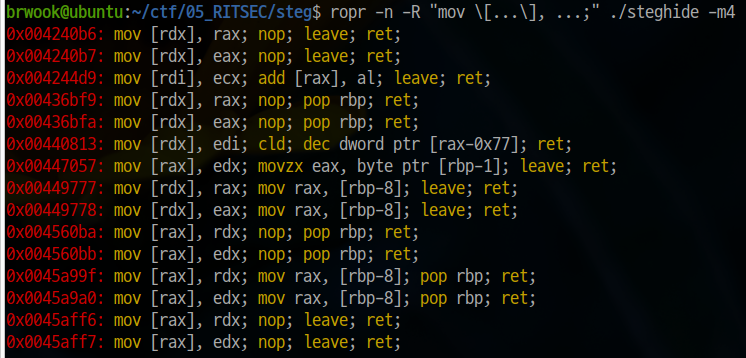 brwook@ubuntu:~/ctf/05_RITSEC/steg$ ropr -n -R "mov \[...\], ...;" ./steghide -m4
0x004240b6: mov [rdx], rax; nop; leave; ret;
0x004240b7: mov [rdx], eax; nop; leave; ret;
0x004244d9: mov [rdi], ecx; add [rax], al; leave; ret;
0x00436bf9: mov [rdx], rax; nop; pop rbp; ret;
0x00436bfa: mov [rdx], eax; nop; pop rbp; ret;
0x00440813: mov [rdx], edi; cld; dec dword ptr [rax-0x77]; ret;
0x00447057: mov [rax], edx; movzx eax, byte ptr [rbp-1]; leave; ret;
0x00449777: mov [rdx], rax; mov rax, [rbp-8]; leave; ret;
0x00449778: mov [rdx], eax; mov rax, [rbp-8]; leave; ret;
0x004560ba: mov [rax], rdx; nop; pop rbp; ret;
0x004560bb: mov [rax], edx; nop; pop rbp; ret;
0x0045a99f: mov [rax], rdx; mov rax, [rbp-8]; pop rbp; ret;
0x0045a9a0: mov [rax], edx; mov rax, [rbp-8]; pop rbp; ret;
0x0045aff6: mov [rax], rdx; nop; leave; ret;
0x0045aff7: mov [rax], edx; nop; leave; ret;